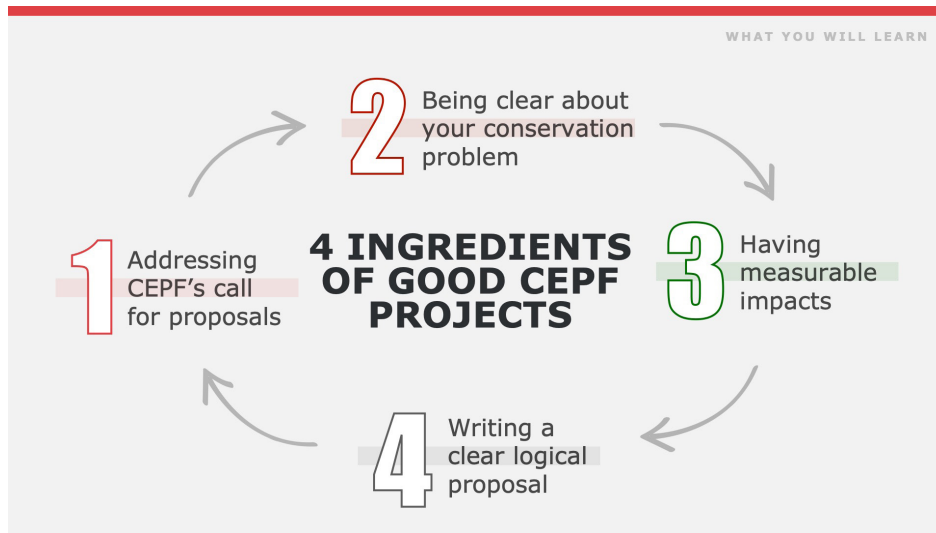 WHAT YOU WILL LEARN
4 INGREDIENTS
OF GOOD CEPF
PROJECTS
1
Addressing
CEPF's call
for proposals
2
Being clear about
your conservation
problem
3
Having
measurable
impacts
4
Writing a
clear logical
proposal